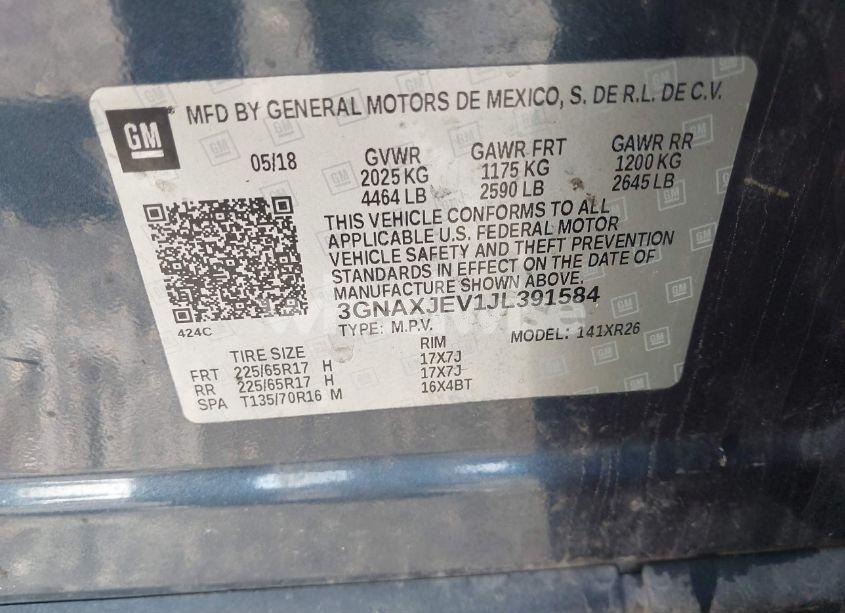 GM
MFD BY GENERAL MOTORS DE MEXICO, S. DE R.L. DE C.V.
05/18 GVWR GAWR FRT GAWR RR
2025 KG 1175 KG 1200 KG
4464 LB 2590 LB 2645 LB
THIS VEHICLE CONFORMS TO ALL
APPLICABLE U.S. FEDERAL MOTOR
VEHICLE SAFETY AND THEFT PREVENTION
STANDARDS IN EFFECT ON THE DATE OF
MANUFACTURE SHOWN ABOVE.
3GNAXJEV1JL391584
424C TYPE: M.P.V. MODEL: 141XR26
TIRE SIZE RIM
FRT 225/65R17 H 17X7J
RR 225/65R17 H 17X7J
SPA T135/70R16 M 16X4BT